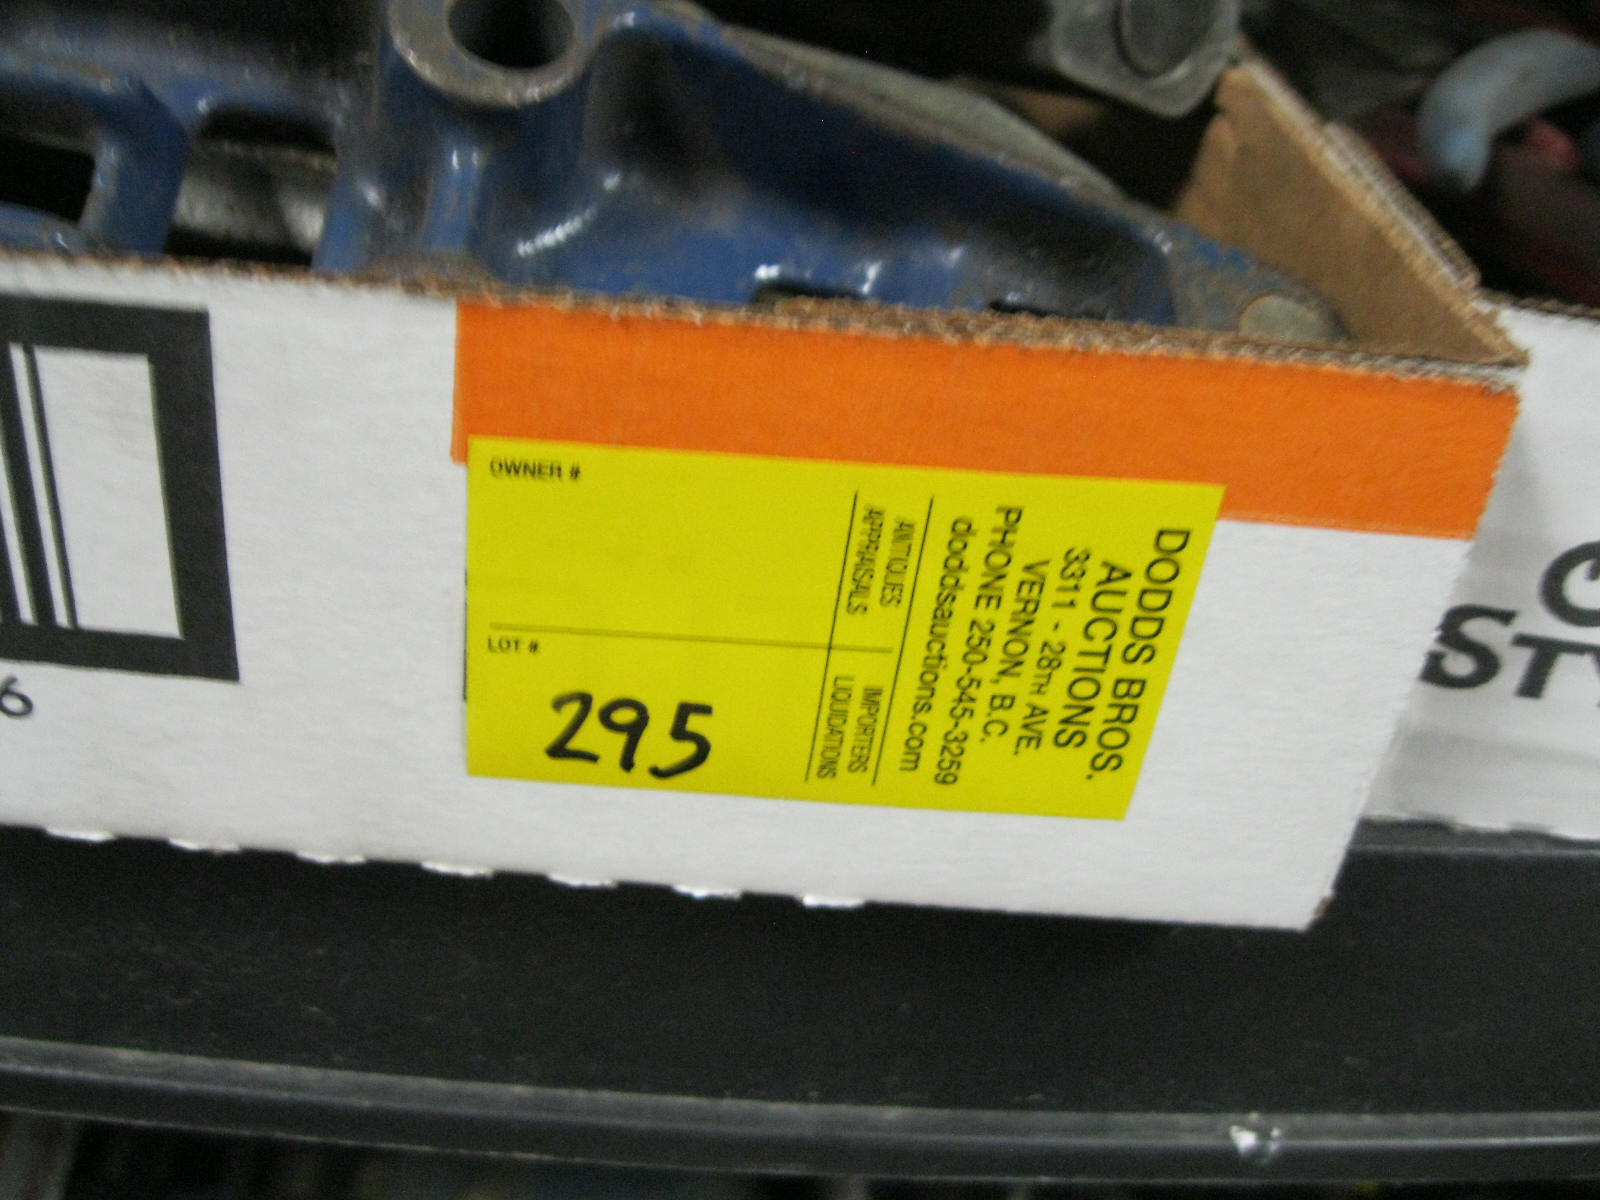 OWNER #
LOT #
295
DODDS BROS.
AUCTIONS
3311 - 28TH AVE.
VERNON, B.C.
PHONE 250-545-3259
doddsauctions.com
ANTIQUES IMPORTERS
APPRAISALS LIQUIDATIONS
6